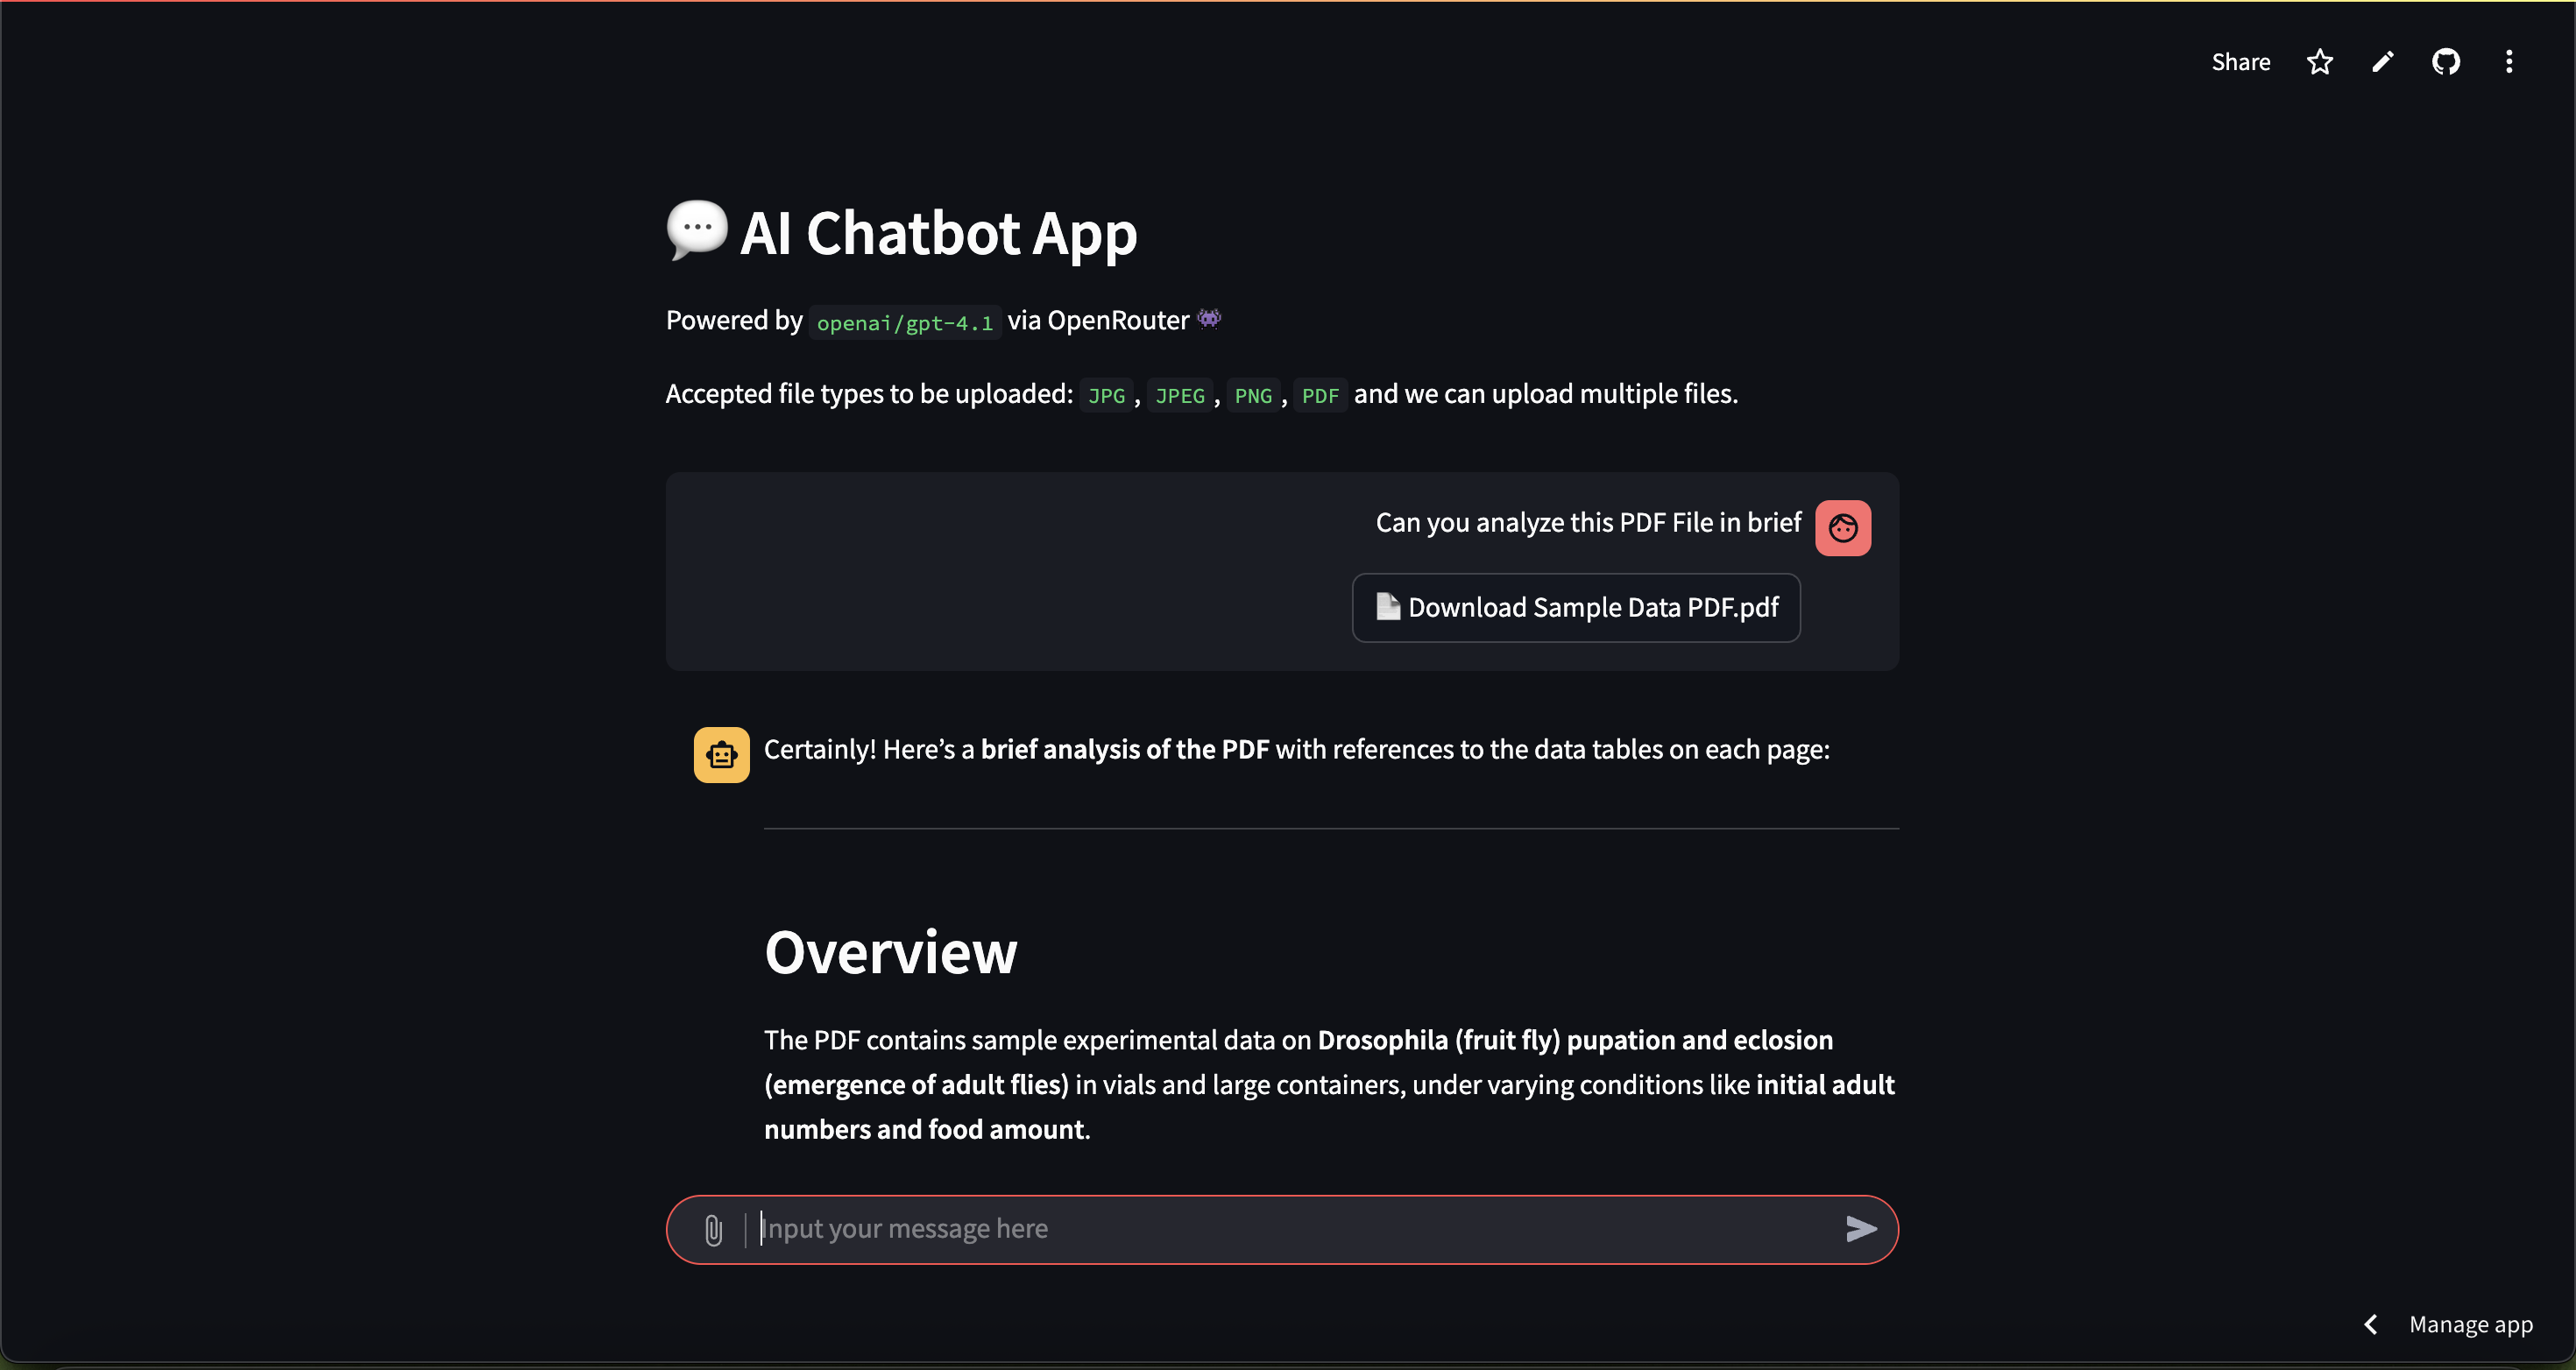 Share
AI Chatbot App
Powered by openai/gpt-4.1 via OpenRouter
Accepted file types to be uploaded: JPG, JPEG, PNG, PDF and we can upload multiple files.
Can you analyze this PDF File in brief
Download Sample Data PDF.pdf
Certainly! Here’s a brief analysis of the PDF with references to the data tables on each page:
Overview
The PDF contains sample experimental data on Drosophila (fruit fly) pupation and eclosion
(emergence of adult flies) in vials and large containers, under varying conditions like initial adult
numbers and food amount.
Input your message here
Manage app